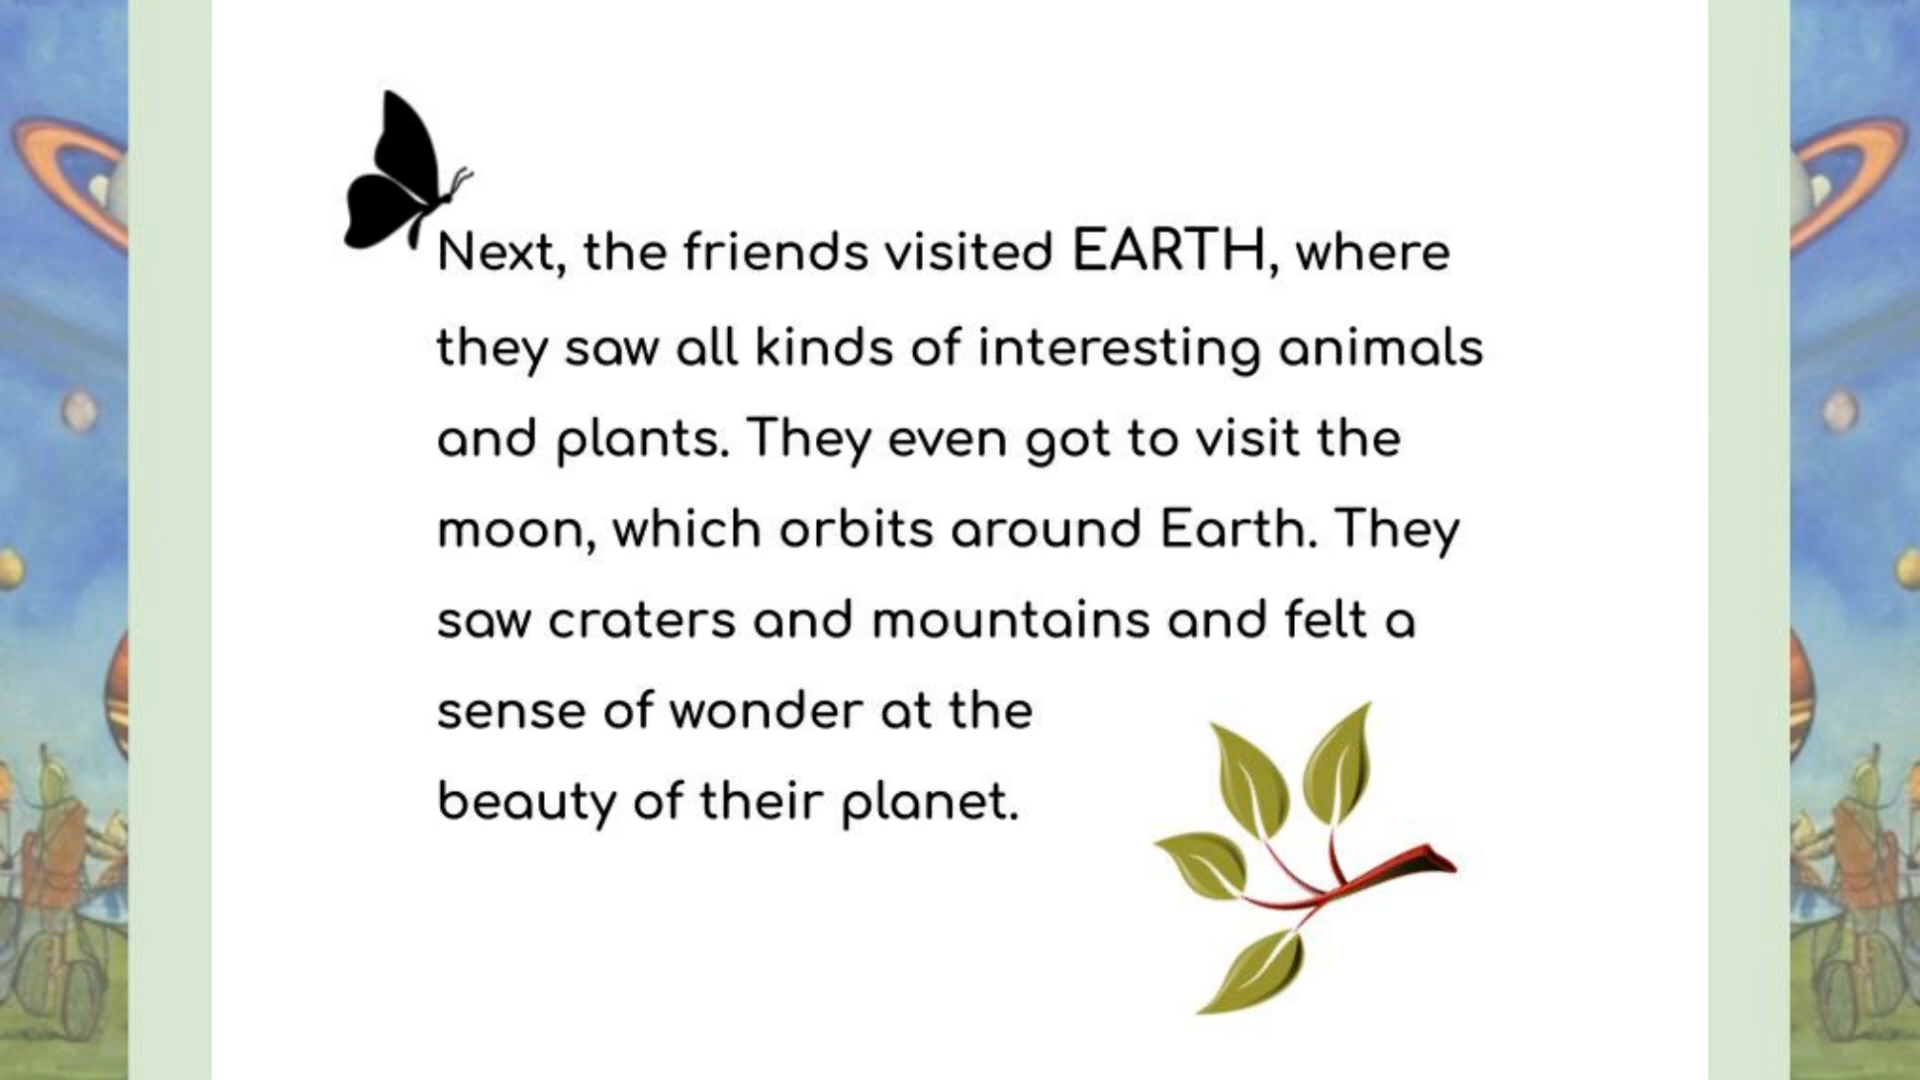 Next, the friends visited EARTH, where
they saw all kinds of interesting animals
and plants. They even got to visit the
moon, which orbits around Earth. They
saw craters and mountains and felt a
sense of wonder at the
beauty of their planet.